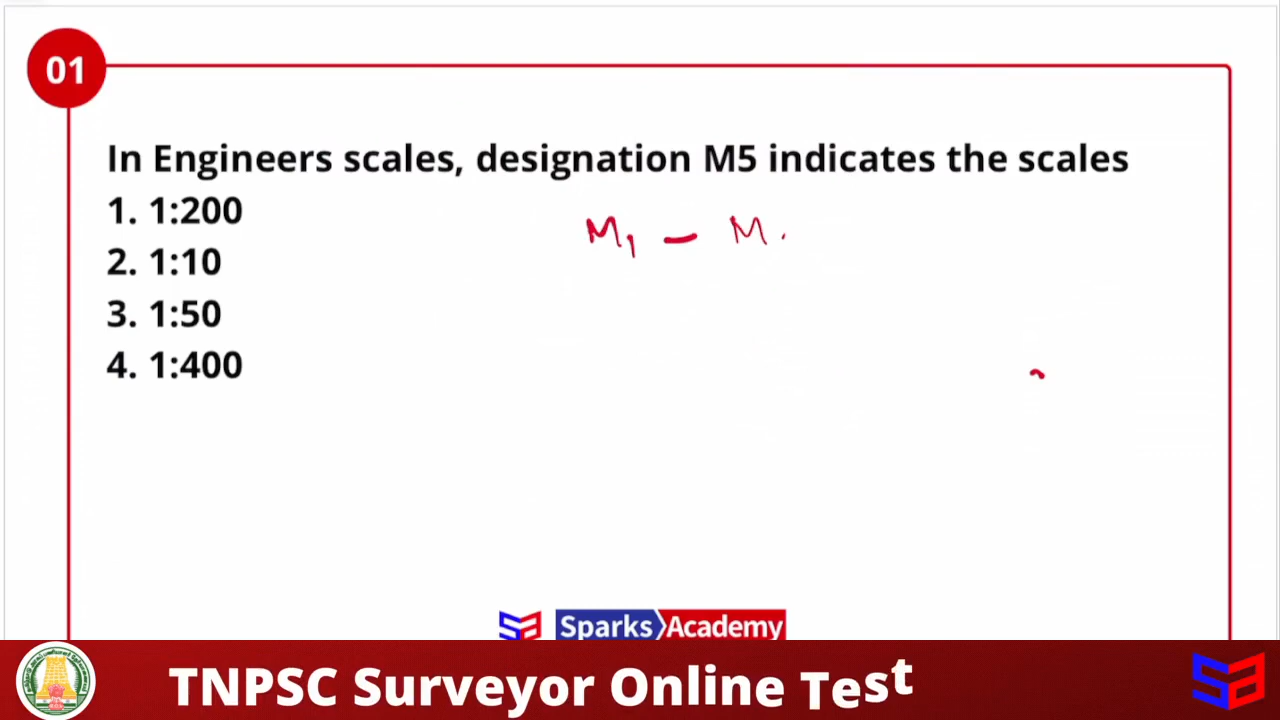 01
In Engineers scales, designation M5 indicates the scales
1. 1:200
M1 – M
2. 1:10
3. 1:50
4. 1:400
Sparks Academy
TNPSC Surveyor Online Test